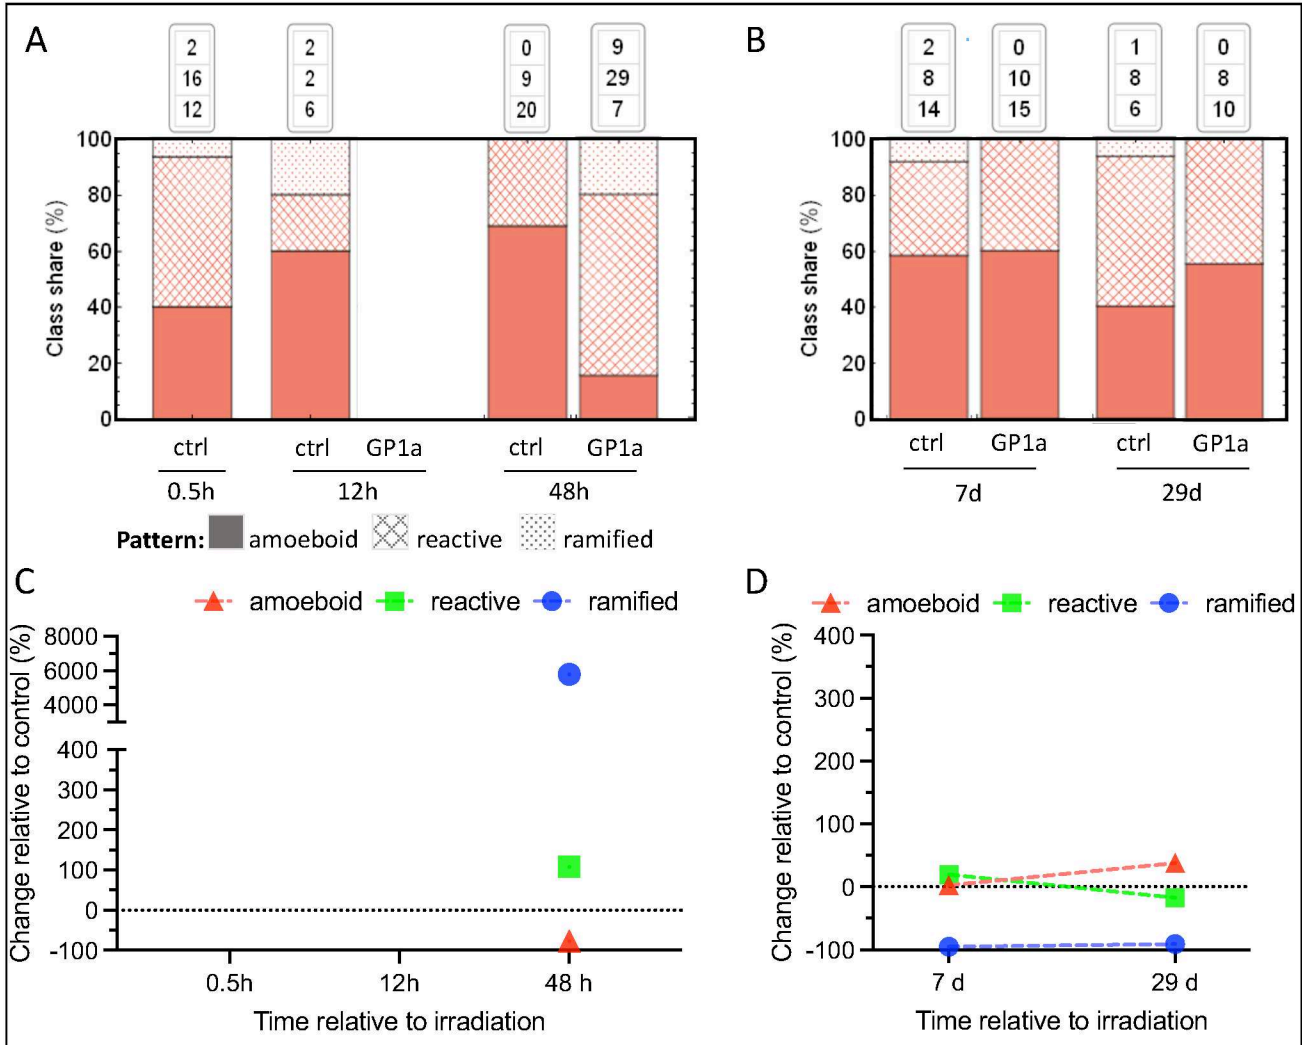 A
2
16
12
2
2
6
0
9
20
9
29
7
Class share (%)
100
80
60
40
20
0
ctrl
ctrl GP1a
ctrl GP1a
0.5h
12h
48h
B
2
8
14
0
10
15
1
8
6
0
8
10
Class share (%)
100
80
60
40
20
0
ctrl GP1a
ctrl GP1a
7d
29d
Pattern: amoeboid reactive ramified
C
amoeboid reactive ramified
Change relative to control (%)
8000
6000
4000
400
300
200
100
0
-100
0.5h 12h 48 h
Time relative to irradiation
D
amoeboid reactive ramified
Change relative to control (%)
400
300
200
100
0
-100
7 d 29 d
Time relative to irradiation